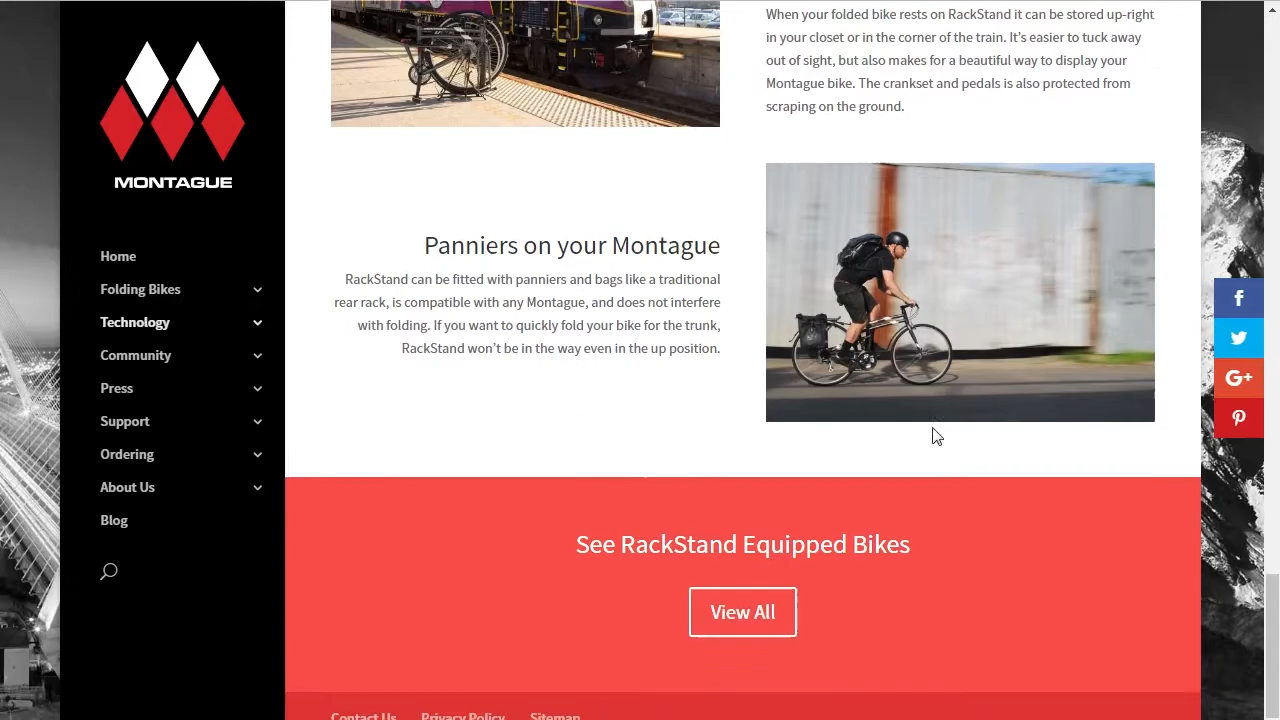 MONTAGUE
Home
Folding Bikes
Technology
Community
Press
Support
Ordering
About Us
Blog
When your folded bike rests on RackStand it can be stored up-right
in your closet or in the corner of the train. It’s easier to tuck away
out of sight, but also makes for a beautiful way to display your
Montague bike. The crankset and pedals is also protected from
scraping on the ground.
Panniers on your Montague
RackStand can be fitted with panniers and bags like a traditional
rear rack, is compatible with any Montague, and does not interfere
with folding. If you want to quickly fold your bike for the trunk,
RackStand won’t be in the way even in the up position.
See RackStand Equipped Bikes
View All
Contact Us Privacy Policy Sitemap
f
G+